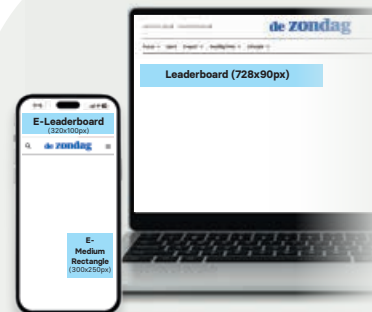 de zondag
Leaderboard (728x90px)
E-Leaderboard
(320x100px)
de zondag
E-
Medium
Rectangle
(300x250px)